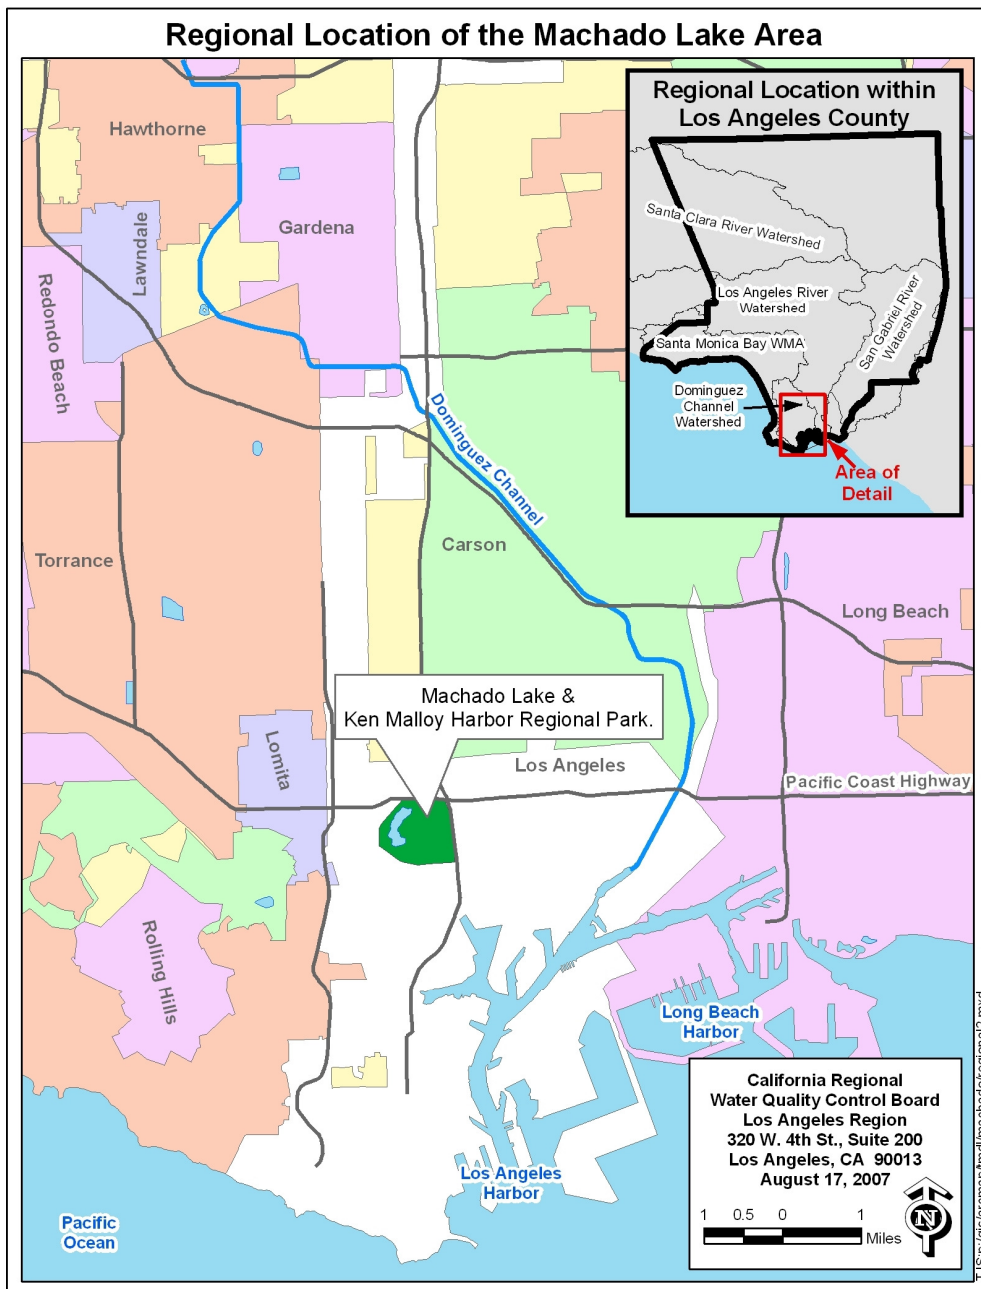 Regional Location of the Machado Lake Area
Regional Location within
Los Angeles County
Santa Clara River Watershed
Los Angeles River
Watershed
San Gabriel River
Watershed
Santa Monica Bay WMA
Dominguez
Channel
Watershed
Area of
Detail
Hawthorne
Gardena
Lawndale
Redondo Beach
Dominguez Channel
Carson
Torrance
Long Beach
Machado Lake &
Ken Malloy Harbor Regional Park.
Lomita
Los Angeles
Pacific Coast Highway
Rolling Hills
Long Beach
Harbor
Los Angeles
Harbor
Pacific
Ocean
California Regional
Water Quality Control Board
Los Angeles Region
320 W. 4th St., Suite 200
Los Angeles, CA 90013
August 17, 2007
1 0.5 0 1
Miles
N